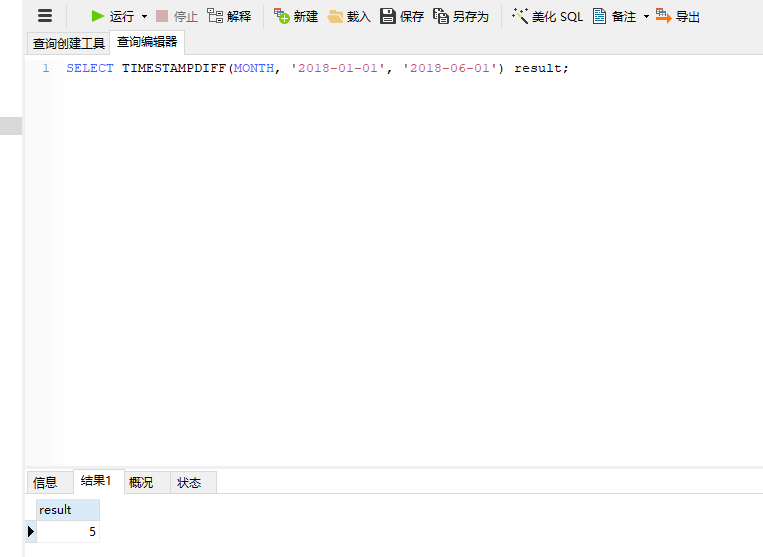 运行 停止 解释 新建 载入 保存 另存为 美化 SQL 备注 导出
查询创建工具 查询编辑器
1 SELECT TIMESTAMPDIFF(MONTH, '2018-01-01', '2018-06-01') result;
信息 结果1 概况 状态
result
5